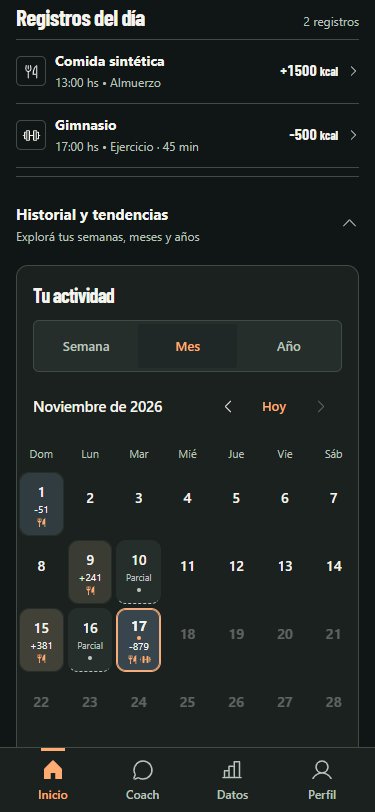 Registros del día
2 registros
Comida sintética
+1500 kcal
13:00 hs • Almuerzo
Gimnasio
-500 kcal
17:00 hs • Ejercicio · 45 min
Historial y tendencias
Explorá tus semanas, meses y años
Tu actividad
Semana Mes Año
Noviembre de 2026
Hoy
Dom Lun Mar Mié Jue Vie Sáb
1 2 3 4 5 6 7
-51
8 9 10 11 12 13 14
+241 Parcial
15 16 17 18 19 20 21
+381 Parcial -879
22 23 24 25 26 27 28
Inicio Coach Datos Perfil